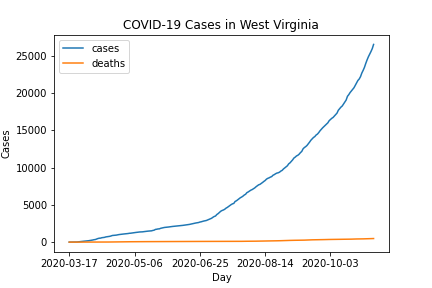 COVID-19 Cases in West Virginia
cases
deaths
25000
20000
15000
10000
5000
0
Cases
2020-03-17 2020-05-06 2020-06-25 2020-08-14 2020-10-03
Day